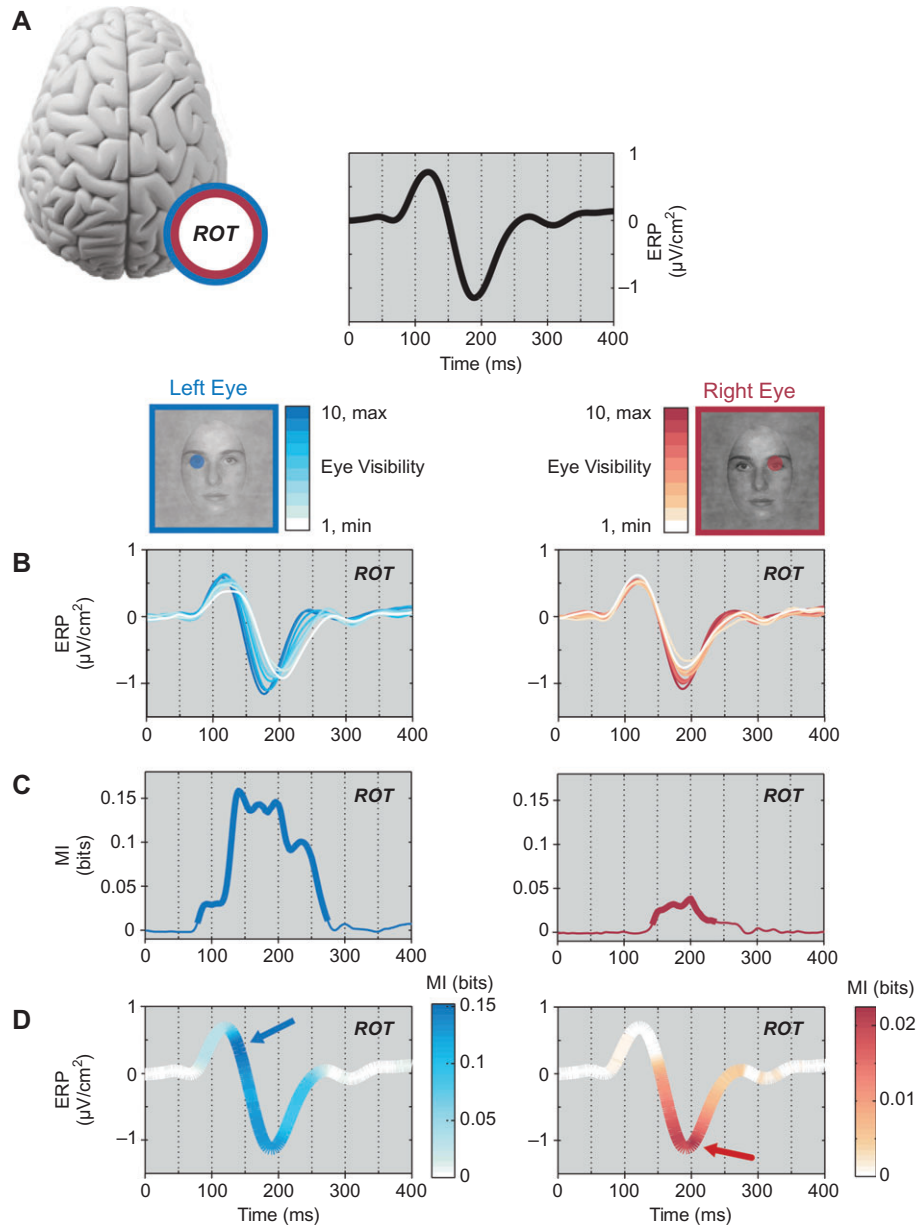 A
ROT
1
0
–1
ERP
(µV/cm²)
0 100 200 300 400
Time (ms)
Left Eye
10, max
Eye Visibility
1, min
Right Eye
10, max
Eye Visibility
1, min
B
ROT
1
0
–1
ERP
(µV/cm²)
0 100 200 300 400
ROT
0 100 200 300 400
C
ROT
0.15
0.1
0.05
0
MI
(bits)
0 100 200 300 400
ROT
0.15
0.1
0.05
0
0 100 200 300 400
D
ROT
1
0
–1
ERP
(µV/cm²)
0 100 200 300 400
Time (ms)
MI (bits)
0.15
0.1
0.05
0
ROT
1
0
–1
0 100 200 300 400
Time (ms)
MI (bits)
0.02
0.01
0